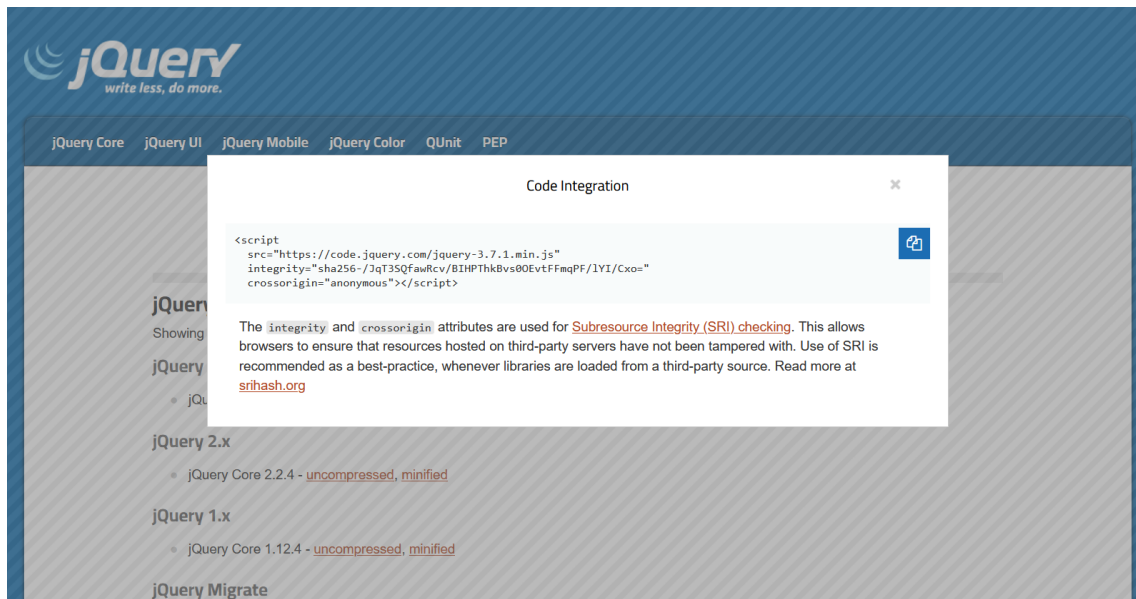 jQuery
write less, do more.
jQuery Core jQuery UI jQuery Mobile jQuery Color QUnit PEP
Code Integration ×
<script
src="https://code.jquery.com/jquery-3.7.1.min.js"
integrity="sha256-/JqT3SQfawRcv/BIHPThkBvs0OEvtFFmqPF/lYI/Cxo="
crossorigin="anonymous"></script>
jQuery
The integrity and crossorigin attributes are used for Subresource Integrity (SRI) checking. This allows
Showing
browsers to ensure that resources hosted on third-party servers have not been tampered with. Use of SRI is
jQuery
recommended as a best-practice, whenever libraries are loaded from a third-party source. Read more at
srihash.org
jQuery 2.x
jQuery Core 2.2.4 - uncompressed, minified
jQuery 1.x
jQuery Core 1.12.4 - uncompressed, minified
jQuery Migrate